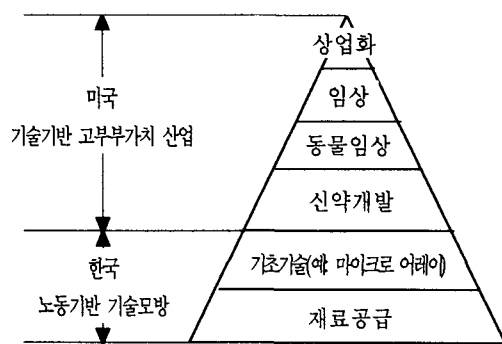 상업화
임상
동물임상
신약개발
기초기술(예: 마이크로 어레이)
재료공급
미국
기술기반 고부부가치 산업
한국
노동기반 기술모방